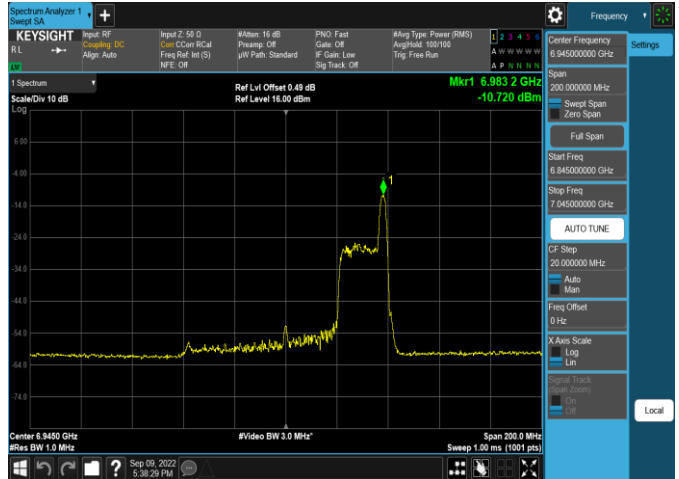 Spectrum Analyzer 1
Swept SA
Frequency
KEYSIGHT
RL
Input: RF
Coupling: DC
Align: Auto
Input Z: 50 Ω
Corr CCorr RCal
Freq Ref: Int (S)
NFE: Off
#Atten: 16 dB
Preamp: Off
µW Path: Standard
PNO: Fast
Gate: Off
IF Gain: Low
Sig Track: Off
#Avg Type: Power (RMS)
Avg|Hold: 100/100
Trig: Free Run
1 2 3 4 5 6
A W W W W W
A P N N N N
1 Spectrum
Scale/Div 10 dB
Log
Ref Lvl Offset 0.49 dB
Ref Level 16.00 dBm
Mkr1 6.983 2 GHz
-10.720 dBm
6.00
-4.00
-14.0
-24.0
-34.0
-44.0
-54.0
-64.0
-74.0
1
Center 6.9450 GHz
#Res BW 1.0 MHz
#Video BW 3.0 MHz*
Span 200.0 MHz
Sweep 1.00 ms (1001 pts)
Sep 09, 2022
5:38:29 PM
Center Frequency
6.945000000 GHz
Span
200.000000 MHz
Swept Span
Zero Span
Full Span
Start Freq
6.845000000 GHz
Stop Freq
7.045000000 GHz
AUTO TUNE
CF Step
20.000000 MHz
Auto
Man
Freq Offset
0 Hz
X Axis Scale
Log
Lin
Signal Track
(Span Zoom)
On
Off
Settings
Local